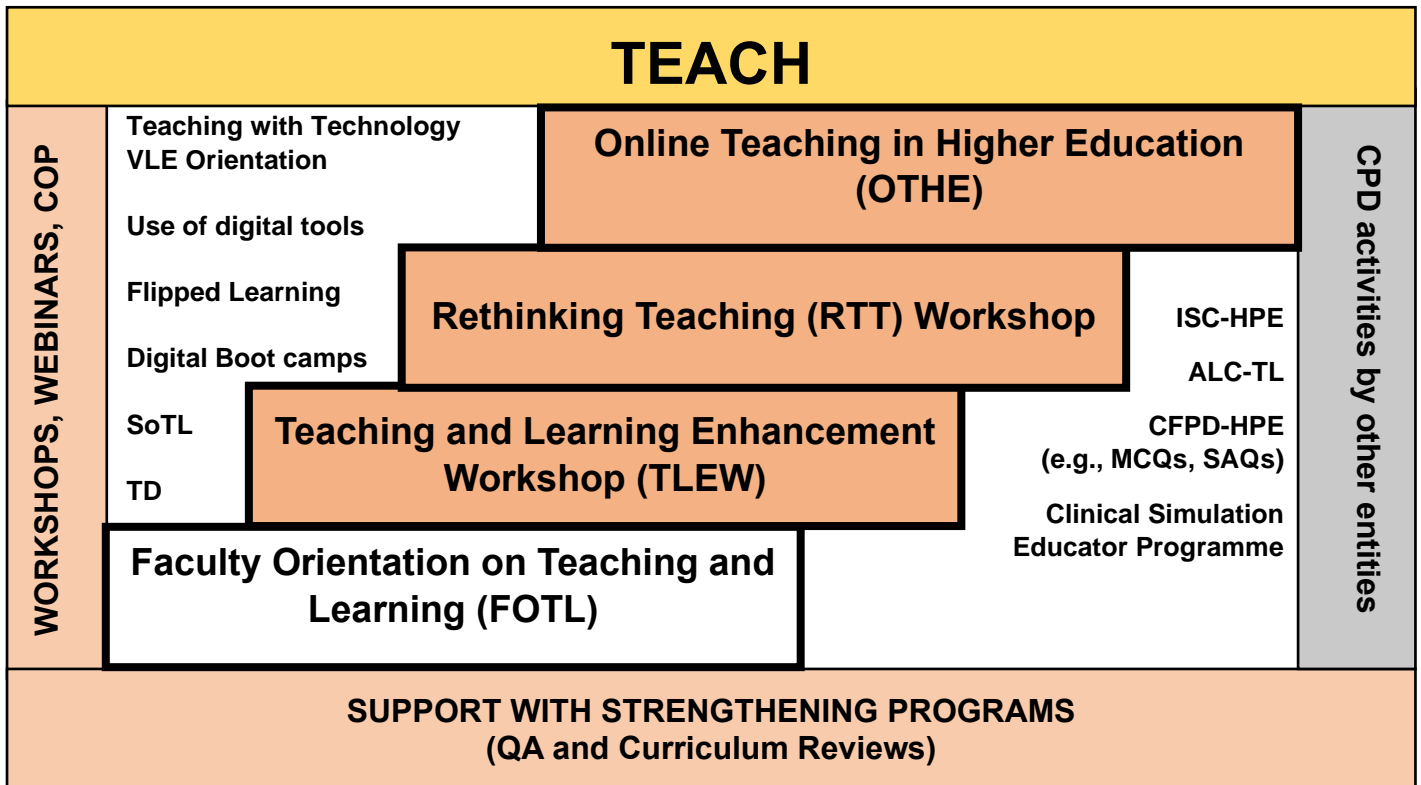 TEACH
WORKSHOPS, WEBINARS, COP
Teaching with Technology
VLE Orientation
Use of digital tools
Flipped Learning
Digital Boot camps
SoTL
TD
Online Teaching in Higher Education
(OTHE)
Rethinking Teaching (RTT) Workshop
Teaching and Learning Enhancement
Workshop (TLEW)
Faculty Orientation on Teaching and
Learning (FOTL)
ISC-HPE
ALC-TL
CFPD-HPE
(e.g., MCQs, SAQs)
Clinical Simulation
Educator Programme
CPD activities by other entities
SUPPORT WITH STRENGTHENING PROGRAMS
(QA and Curriculum Reviews)